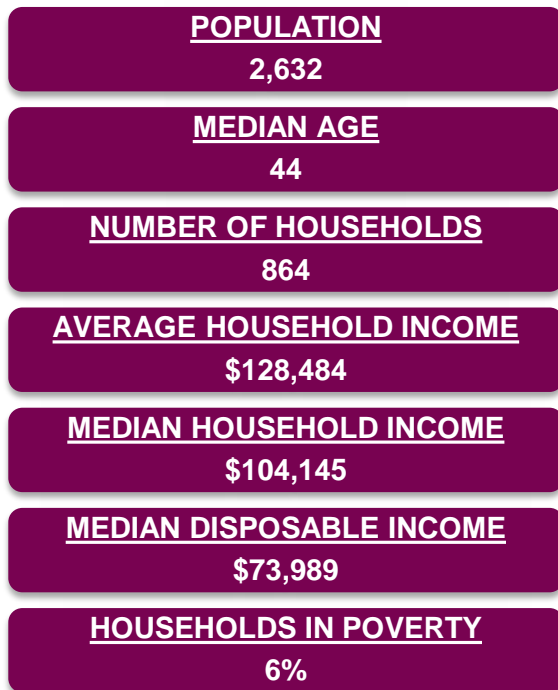 POPULATION
2,632
MEDIAN AGE
44
NUMBER OF HOUSEHOLDS
864
AVERAGE HOUSEHOLD INCOME
$128,484
MEDIAN HOUSEHOLD INCOME
$104,145
MEDIAN DISPOSABLE INCOME
$73,989
HOUSEHOLDS IN POVERTY
6%